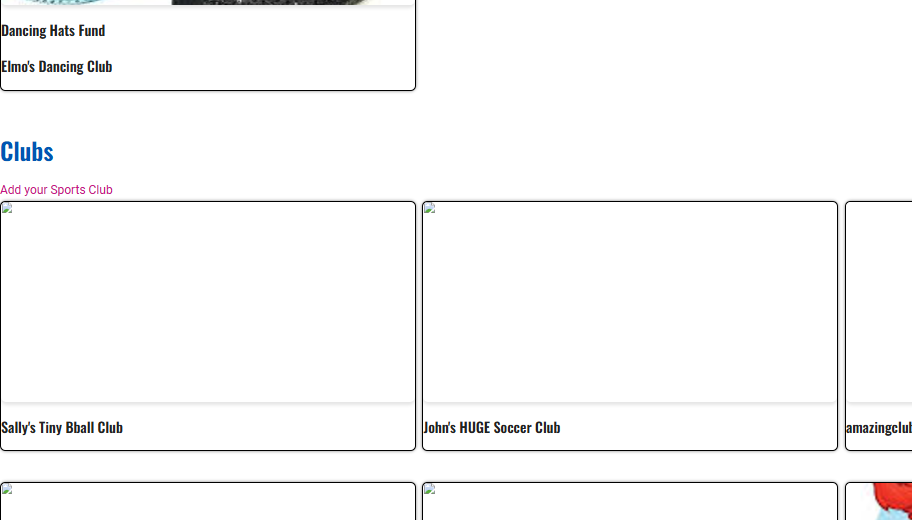 Dancing Hats Fund
Elmo's Dancing Club
Clubs
Add your Sports Club
Sally's Tiny Bball Club
John's HUGE Soccer Club
amazingclub